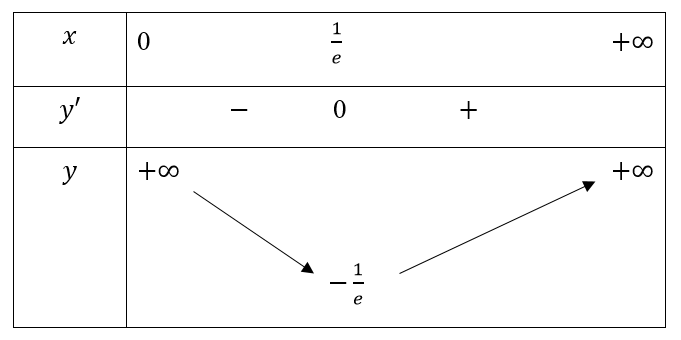 x 0 1/e +∞
y′ − 0 +
y +∞ +∞
−1/e